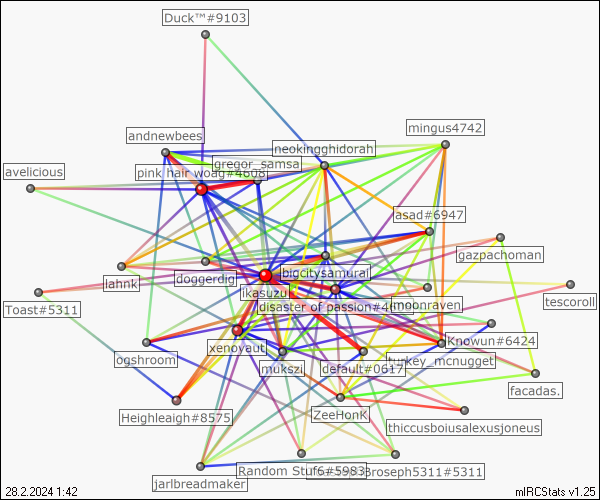 Duck™#9103
mingus4742
andnewbees
neokingghidorah
gregor_samsa
avelicious
pink hair woag#4608
asad#6947
gazpachoman
bigcitysamurai
lahnk
doggerdig
ikasuzu
tescoroll
disaster of passion#4
moonraven
Toast#5311
Knowun#6424
xenoyaut
ogshroom
turkey_mcnugget
mukszi
default#0617
facadas.
Heighleigh#8575
ZeeHonK
thiccusboiusalexusjoneus
Random Stuf6#5983
Broseph5311#5311
jarlbreadmaker
28.2.2024 1:42
mIRCStats v1.25